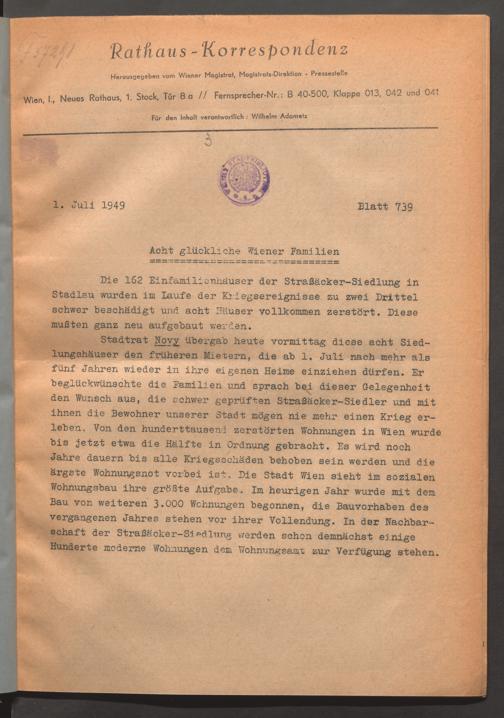 Rathaus-Korrespondenz
Herausgegeben vom Wiener Magistrat, Magistrats-Direktion - Pressestelle
Wien, I., Neues Rathaus, 1. Stock, Tür 8a // Fernsprecher-Nr.: B 40-500, Klappe 013, 042 und 041
Für den Inhalt verantwortlich: Wilhelm Adametz
3
1. Juli 1949 Blatt 739
Acht glückliche Wiener Familien
Die 162 Einfamilienhäuser der Straßäcker-Siedlung in
Stadlau wurden im Laufe der Kriegsereignisse zu zwei Drittel
schwer beschädigt und acht Häuser vollkommen zerstört. Diese
mußten ganz neu aufgebaut werden.
Stadtrat Novy übergab heute vormittag diese acht Sied-
lungshäuser den früheren Mietern, die ab 1. Juli nach mehr als
fünf Jahren wieder in ihre eigenen Heime einziehen dürfen. Er
beglückwünschte die Familien und sprach bei dieser Gelegenheit
den Wunsch aus, die schwer geprüften Straßäcker-Siedler und mit
ihnen die Bewohner unserer Stadt mögen nie mehr einen Krieg er-
leben. Von den hunderttausend zerstörten Wohnungen in Wien wurde
bis jetzt etwa die Hälfte in Ordnung gebracht. Es wird noch
Jahre dauern bis alle Kriegsschäden behoben sein werden und die
ärgste Wohnungsnot vorbei ist. Die Stadt Wien sieht im sozialen
Wohnungsbau ihre größte Aufgabe. Im heurigen Jahr wurde mit dem
Bau von weiteren 3.000 Wohnungen begonnen, die Bauvorhaben des
vergangenen Jahres stehen vor ihrer Vollendung. In der Nachbar-
schaft der Straßäcker-Siedlung werden schon demnächst einige
Hunderte moderne Wohnungen dem Wohnungsamt zur Verfügung stehen.